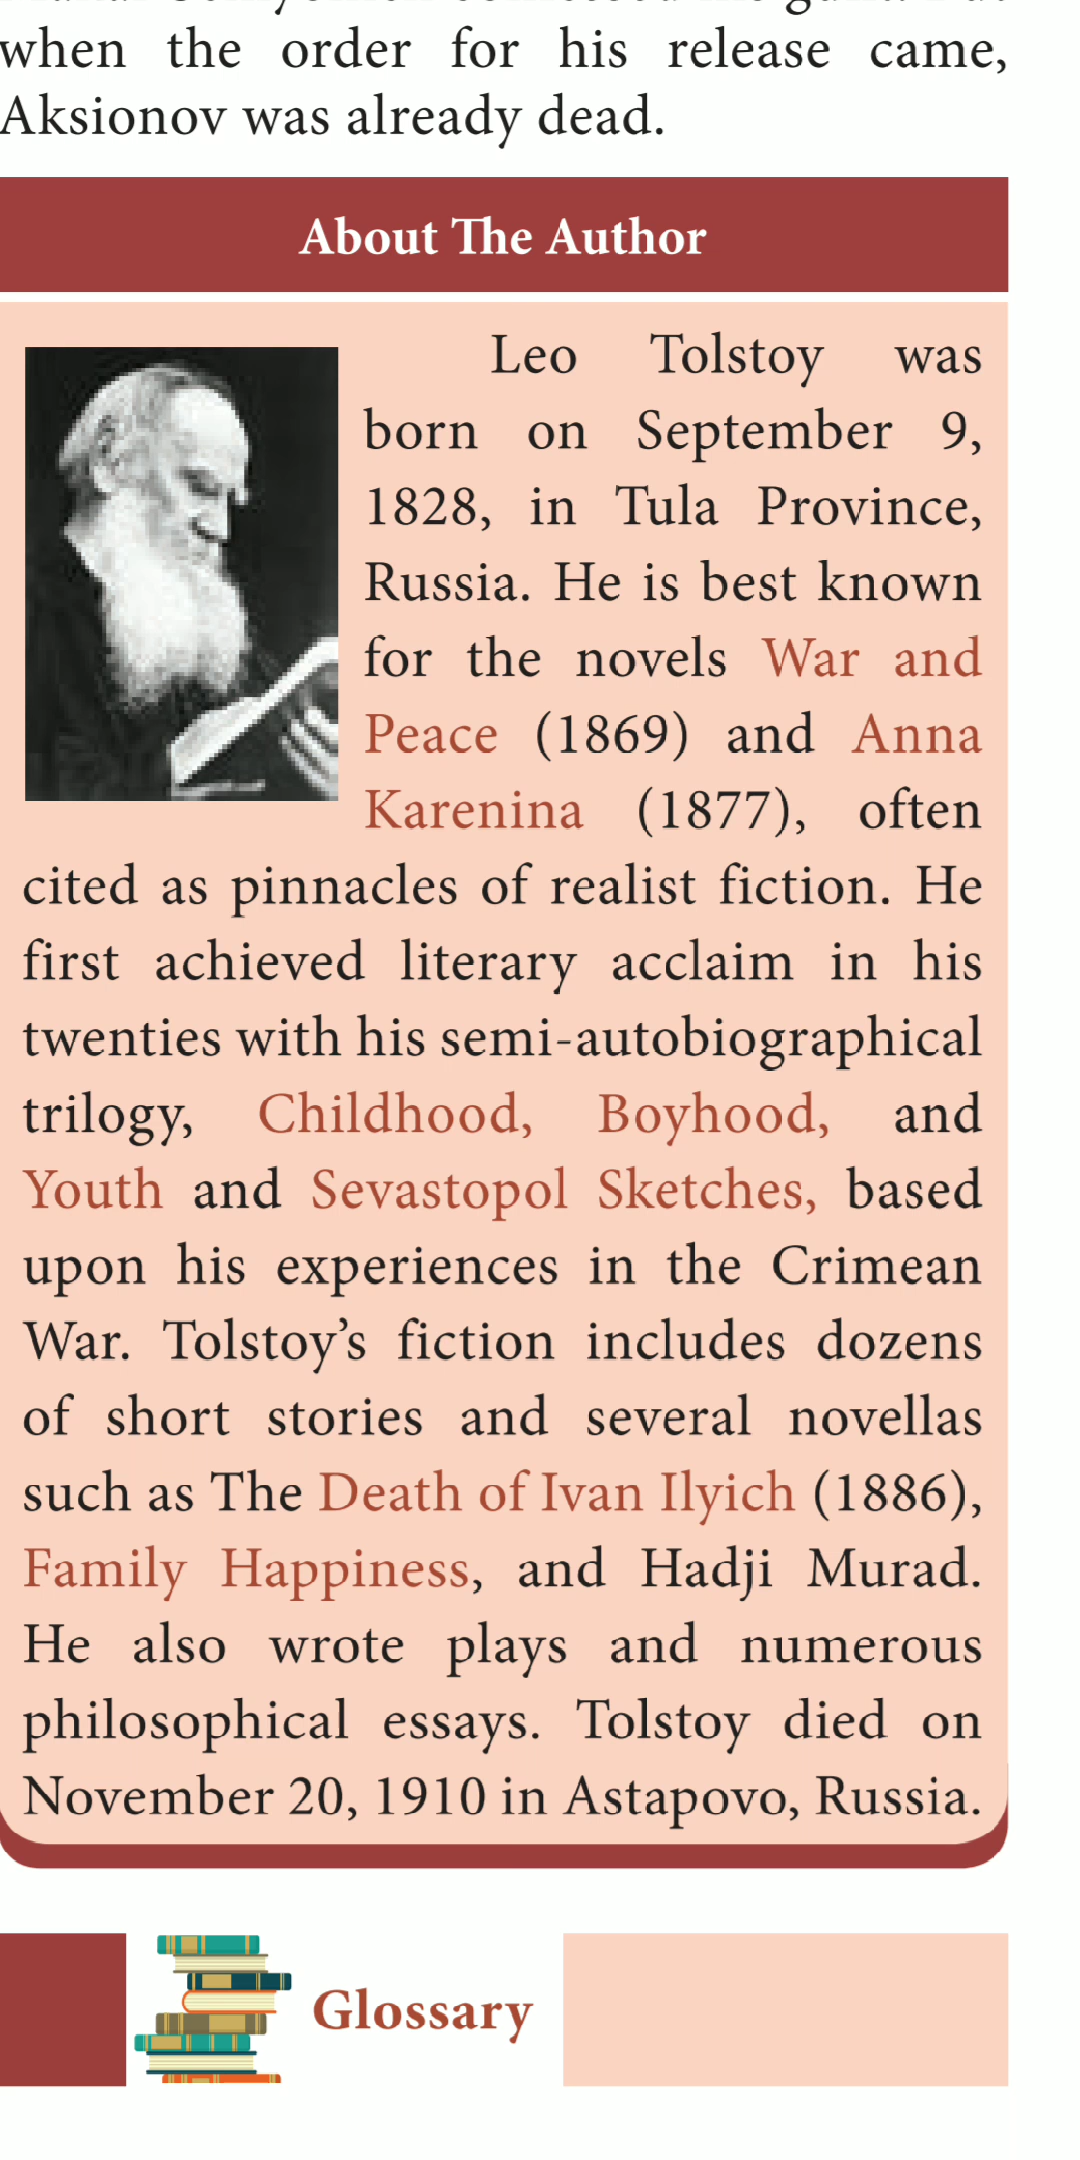 when the order for his release came,
Aksionov was already dead.
About The Author
Leo Tolstoy was
born on September 9,
1828, in Tula Province,
Russia. He is best known
for the novels War and
Peace (1869) and Anna
Karenina (1877), often
cited as pinnacles of realist fiction. He
first achieved literary acclaim in his
twenties with his semi-autobiographical
trilogy, Childhood, Boyhood, and
Youth and Sevastopol Sketches, based
upon his experiences in the Crimean
War. Tolstoy’s fiction includes dozens
of short stories and several novellas
such as The Death of Ivan Ilyich (1886),
Family Happiness, and Hadji Murad.
He also wrote plays and numerous
philosophical essays. Tolstoy died on
November 20, 1910 in Astapovo, Russia.
Glossary